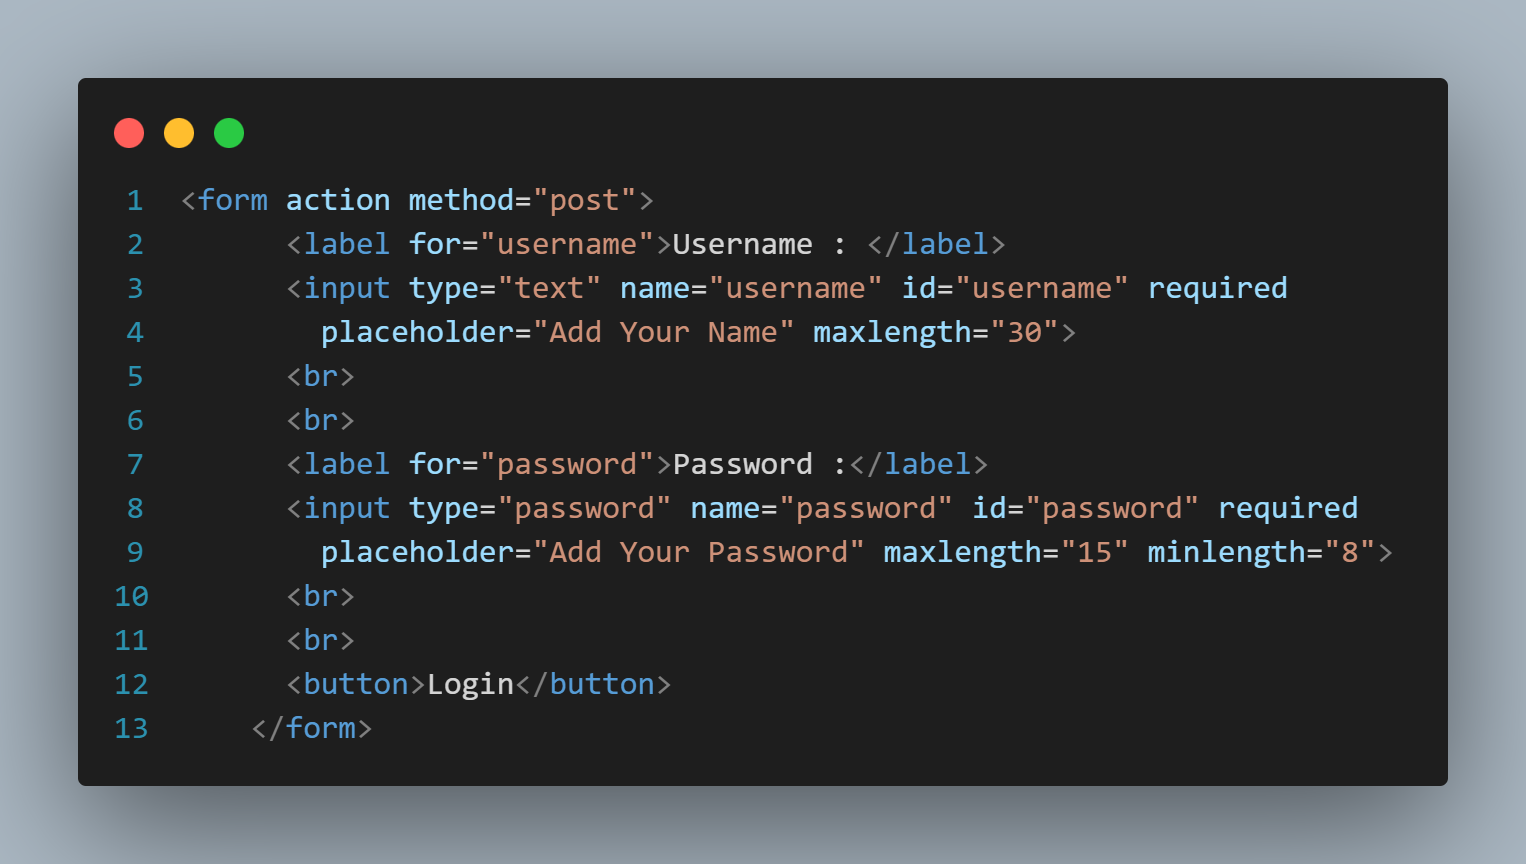 1 <form action method="post">
2 <label for="username">Username : </label>
3 <input type="text" name="username" id="username" required
4 placeholder="Add Your Name" maxlength="30">
5 <br>
6 <br>
7 <label for="password">Password :</label>
8 <input type="password" name="password" id="password" required
9 placeholder="Add Your Password" maxlength="15" minlength="8">
10 <br>
11 <br>
12 <button>Login</button>
13 </form>